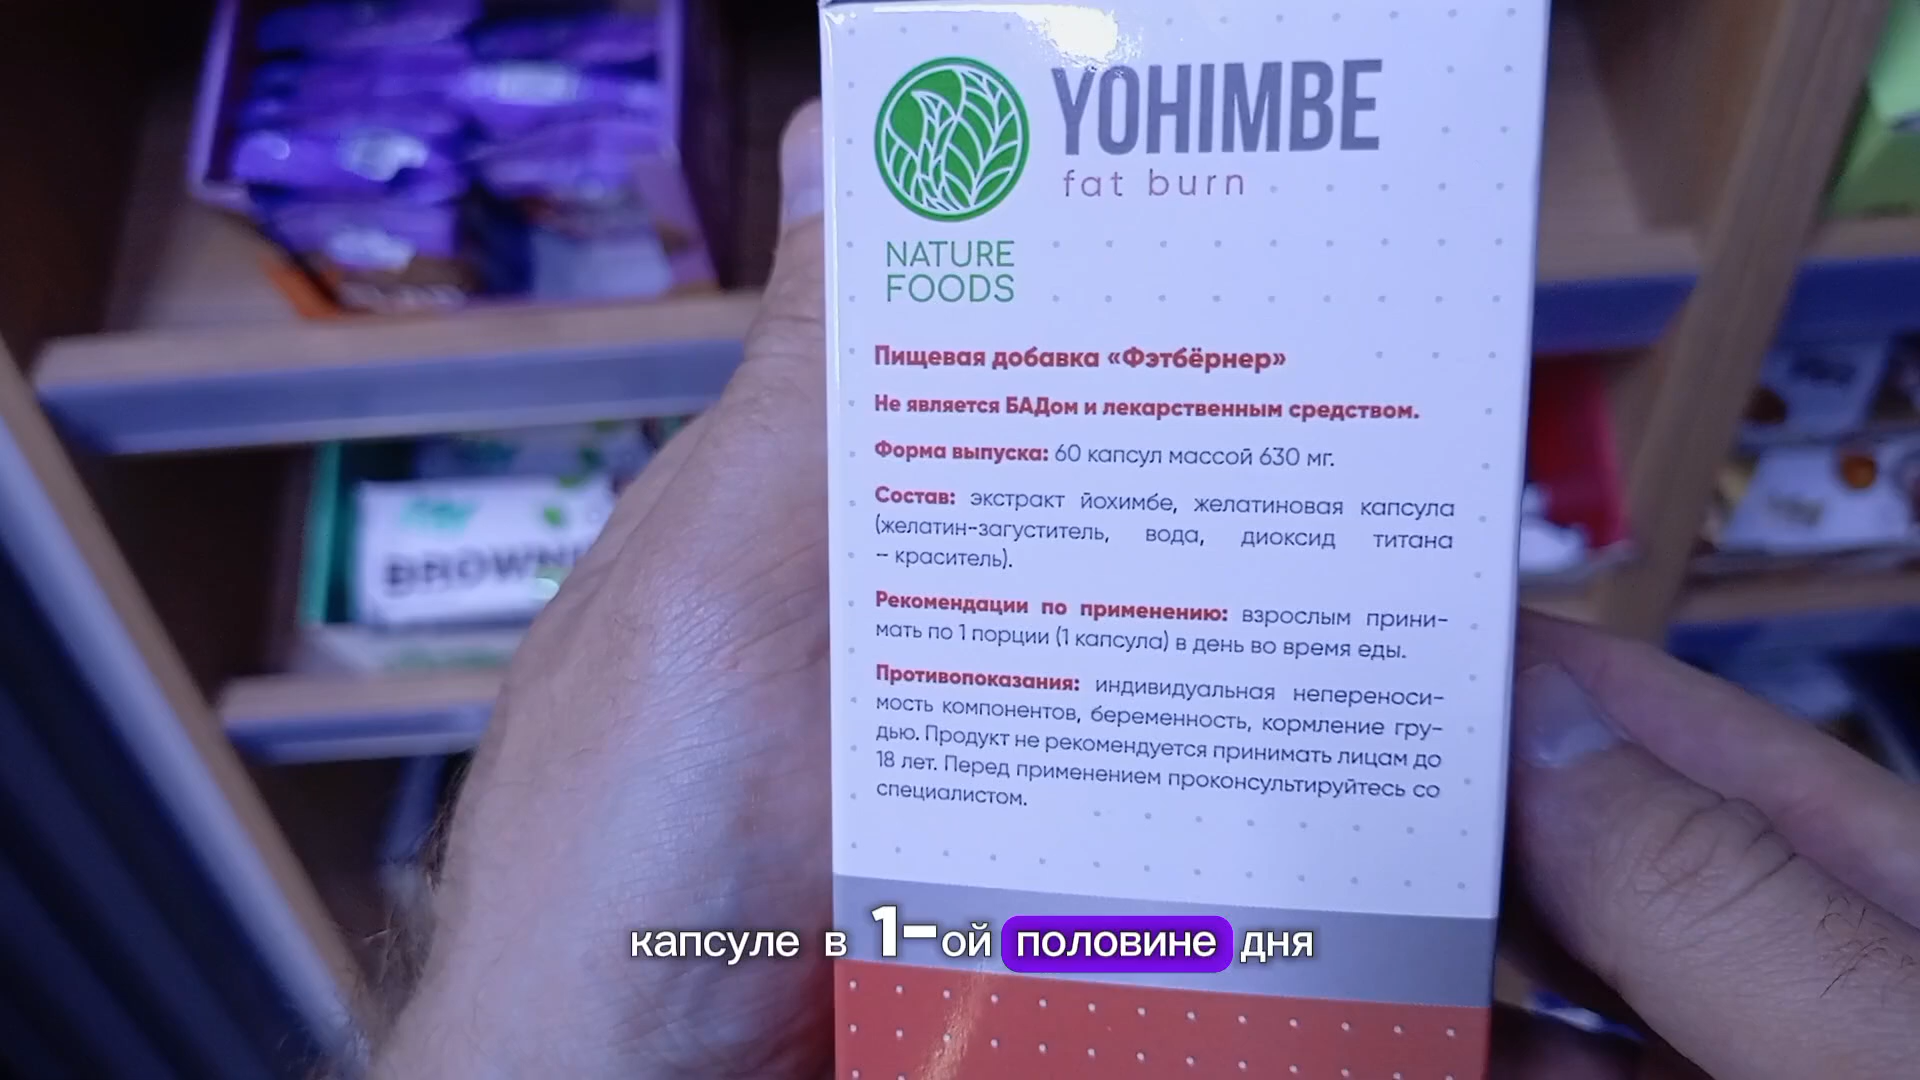 YOHIMBE
fat burn
NATURE
FOODS
Пищевая добавка «Фэтбёрнер»
Не является БАДом и лекарственным средством.
Форма выпуска: 60 капсул массой 630 мг.
Состав: экстракт йохимбе, желатиновая капсула
(желатин-загуститель, вода, диоксид титана
– краситель).
Рекомендации по применению: взрослым прини-
мать по 1 порции (1 капсула) в день во время еды.
Противопоказания: индивидуальная непереноси-
мость компонентов, беременность, кормление гру-
дью. Продукт не рекомендуется принимать лицам до
18 лет. Перед применением проконсультируйтесь со
специалистом.
капсуле в 1-ой половине дня